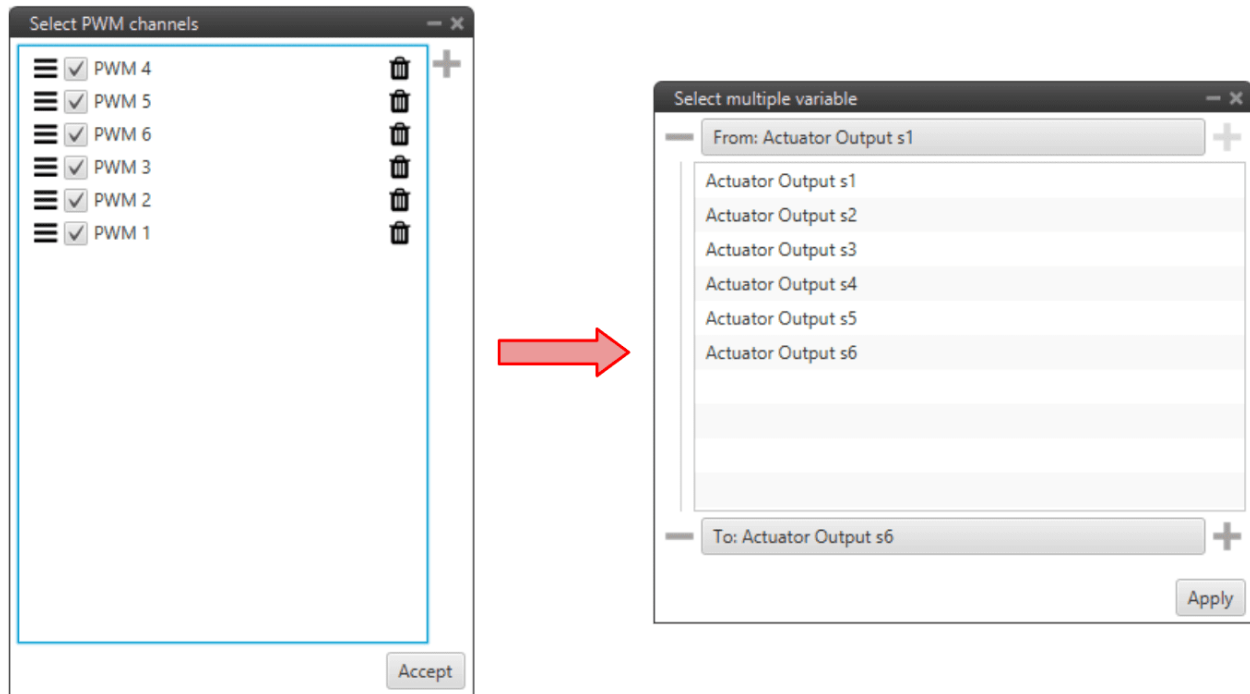 Select PWM channels
PWM 4
PWM 5
PWM 6
PWM 3
PWM 2
PWM 1
Accept
Select multiple variable
From: Actuator Output s1
Actuator Output s1
Actuator Output s2
Actuator Output s3
Actuator Output s4
Actuator Output s5
Actuator Output s6
To: Actuator Output s6
Apply